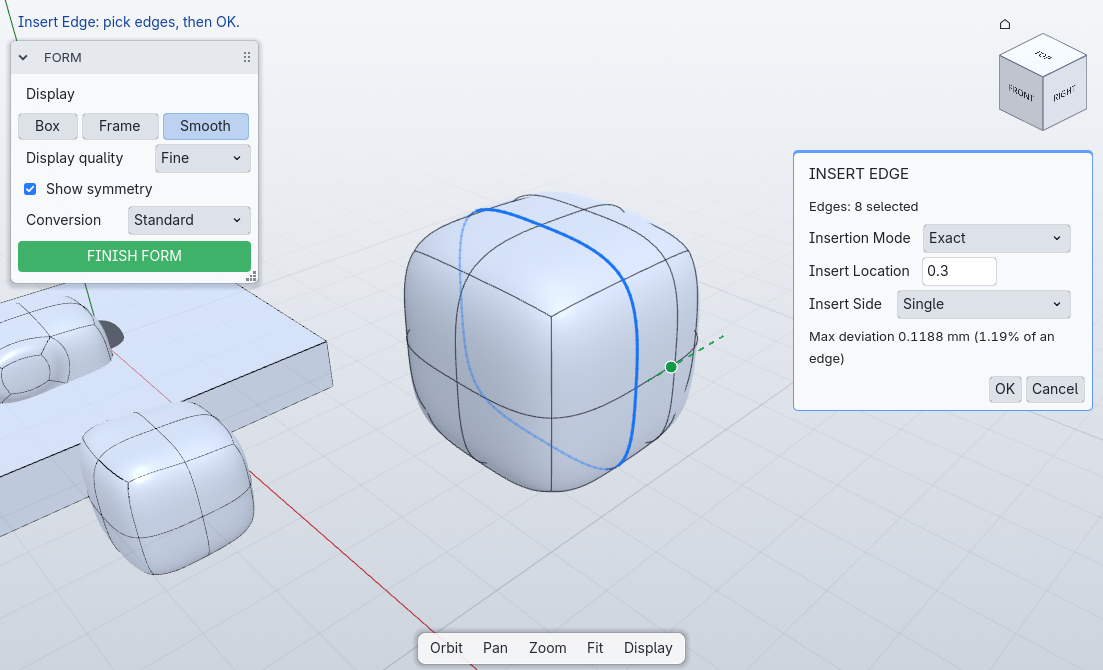 Insert Edge: pick edges, then OK.
FORM
Display
Box Frame Smooth
Display quality Fine
Show symmetry
Conversion Standard
FINISH FORM
TOP
FRONT
RIGHT
INSERT EDGE
Edges: 8 selected
Insertion Mode Exact
Insert Location 0.3
Insert Side Single
Max deviation 0.1188 mm (1.19% of an
edge)
OK Cancel
Orbit Pan Zoom Fit Display